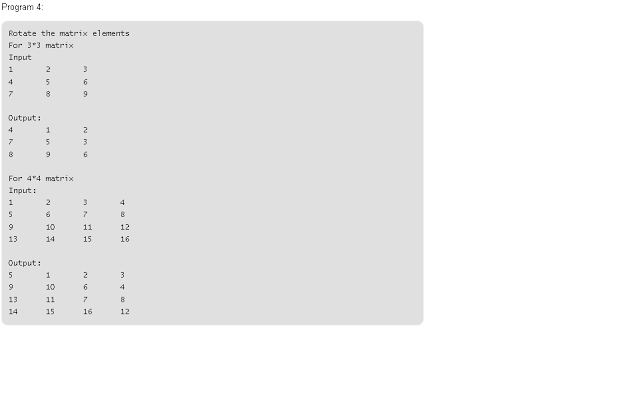 Program 4:
Rotate the matrix elements
For 3*3 matrix
Input
1 2 3
4 5 6
7 8 9
Output:
4 1 2
7 5 3
8 9 6
For 4*4 matrix
Input:
1 2 3 4
5 6 7 8
9 10 11 12
13 14 15 16
Output:
5 1 2 3
9 10 6 4
13 11 7 8
14 15 16 12